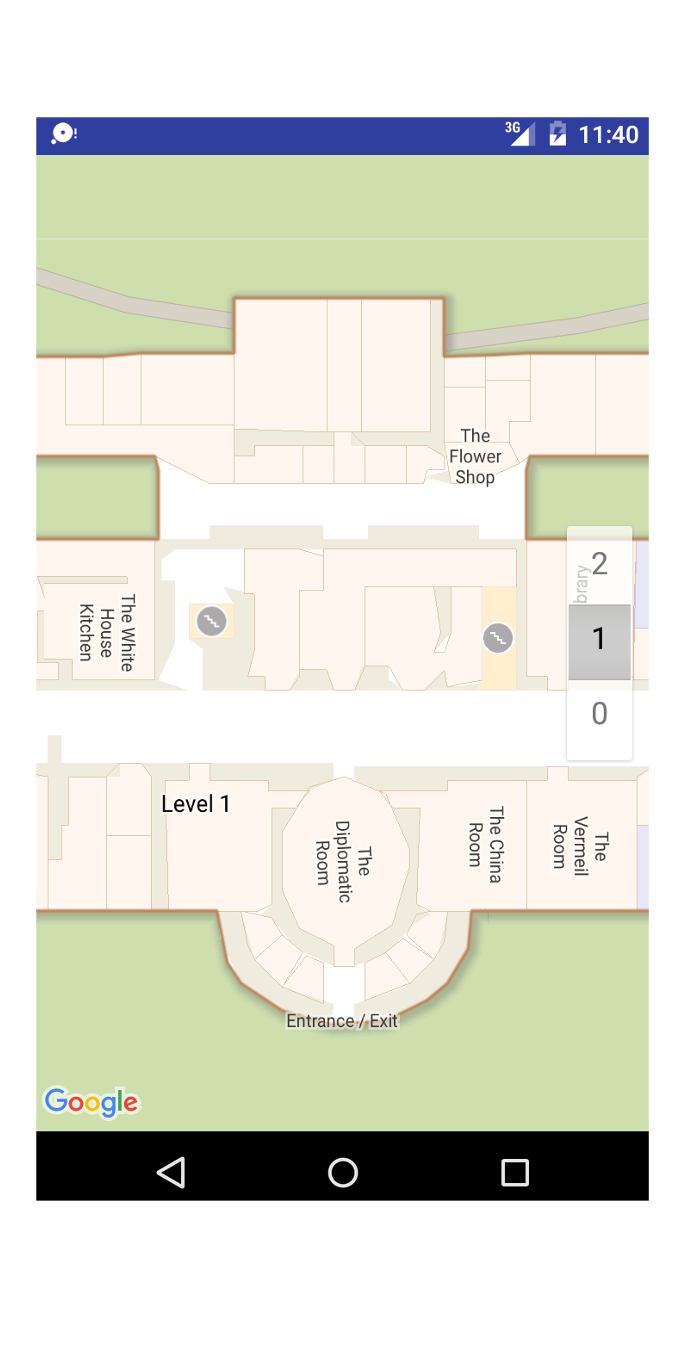 3G
11:40
The
Flower
Shop
2
brary
1
0
The White
House
Kitchen
Level 1
The
Diplomatic
Room
The China
Room
The
Vermeil
Room
Entrance / Exit
Google